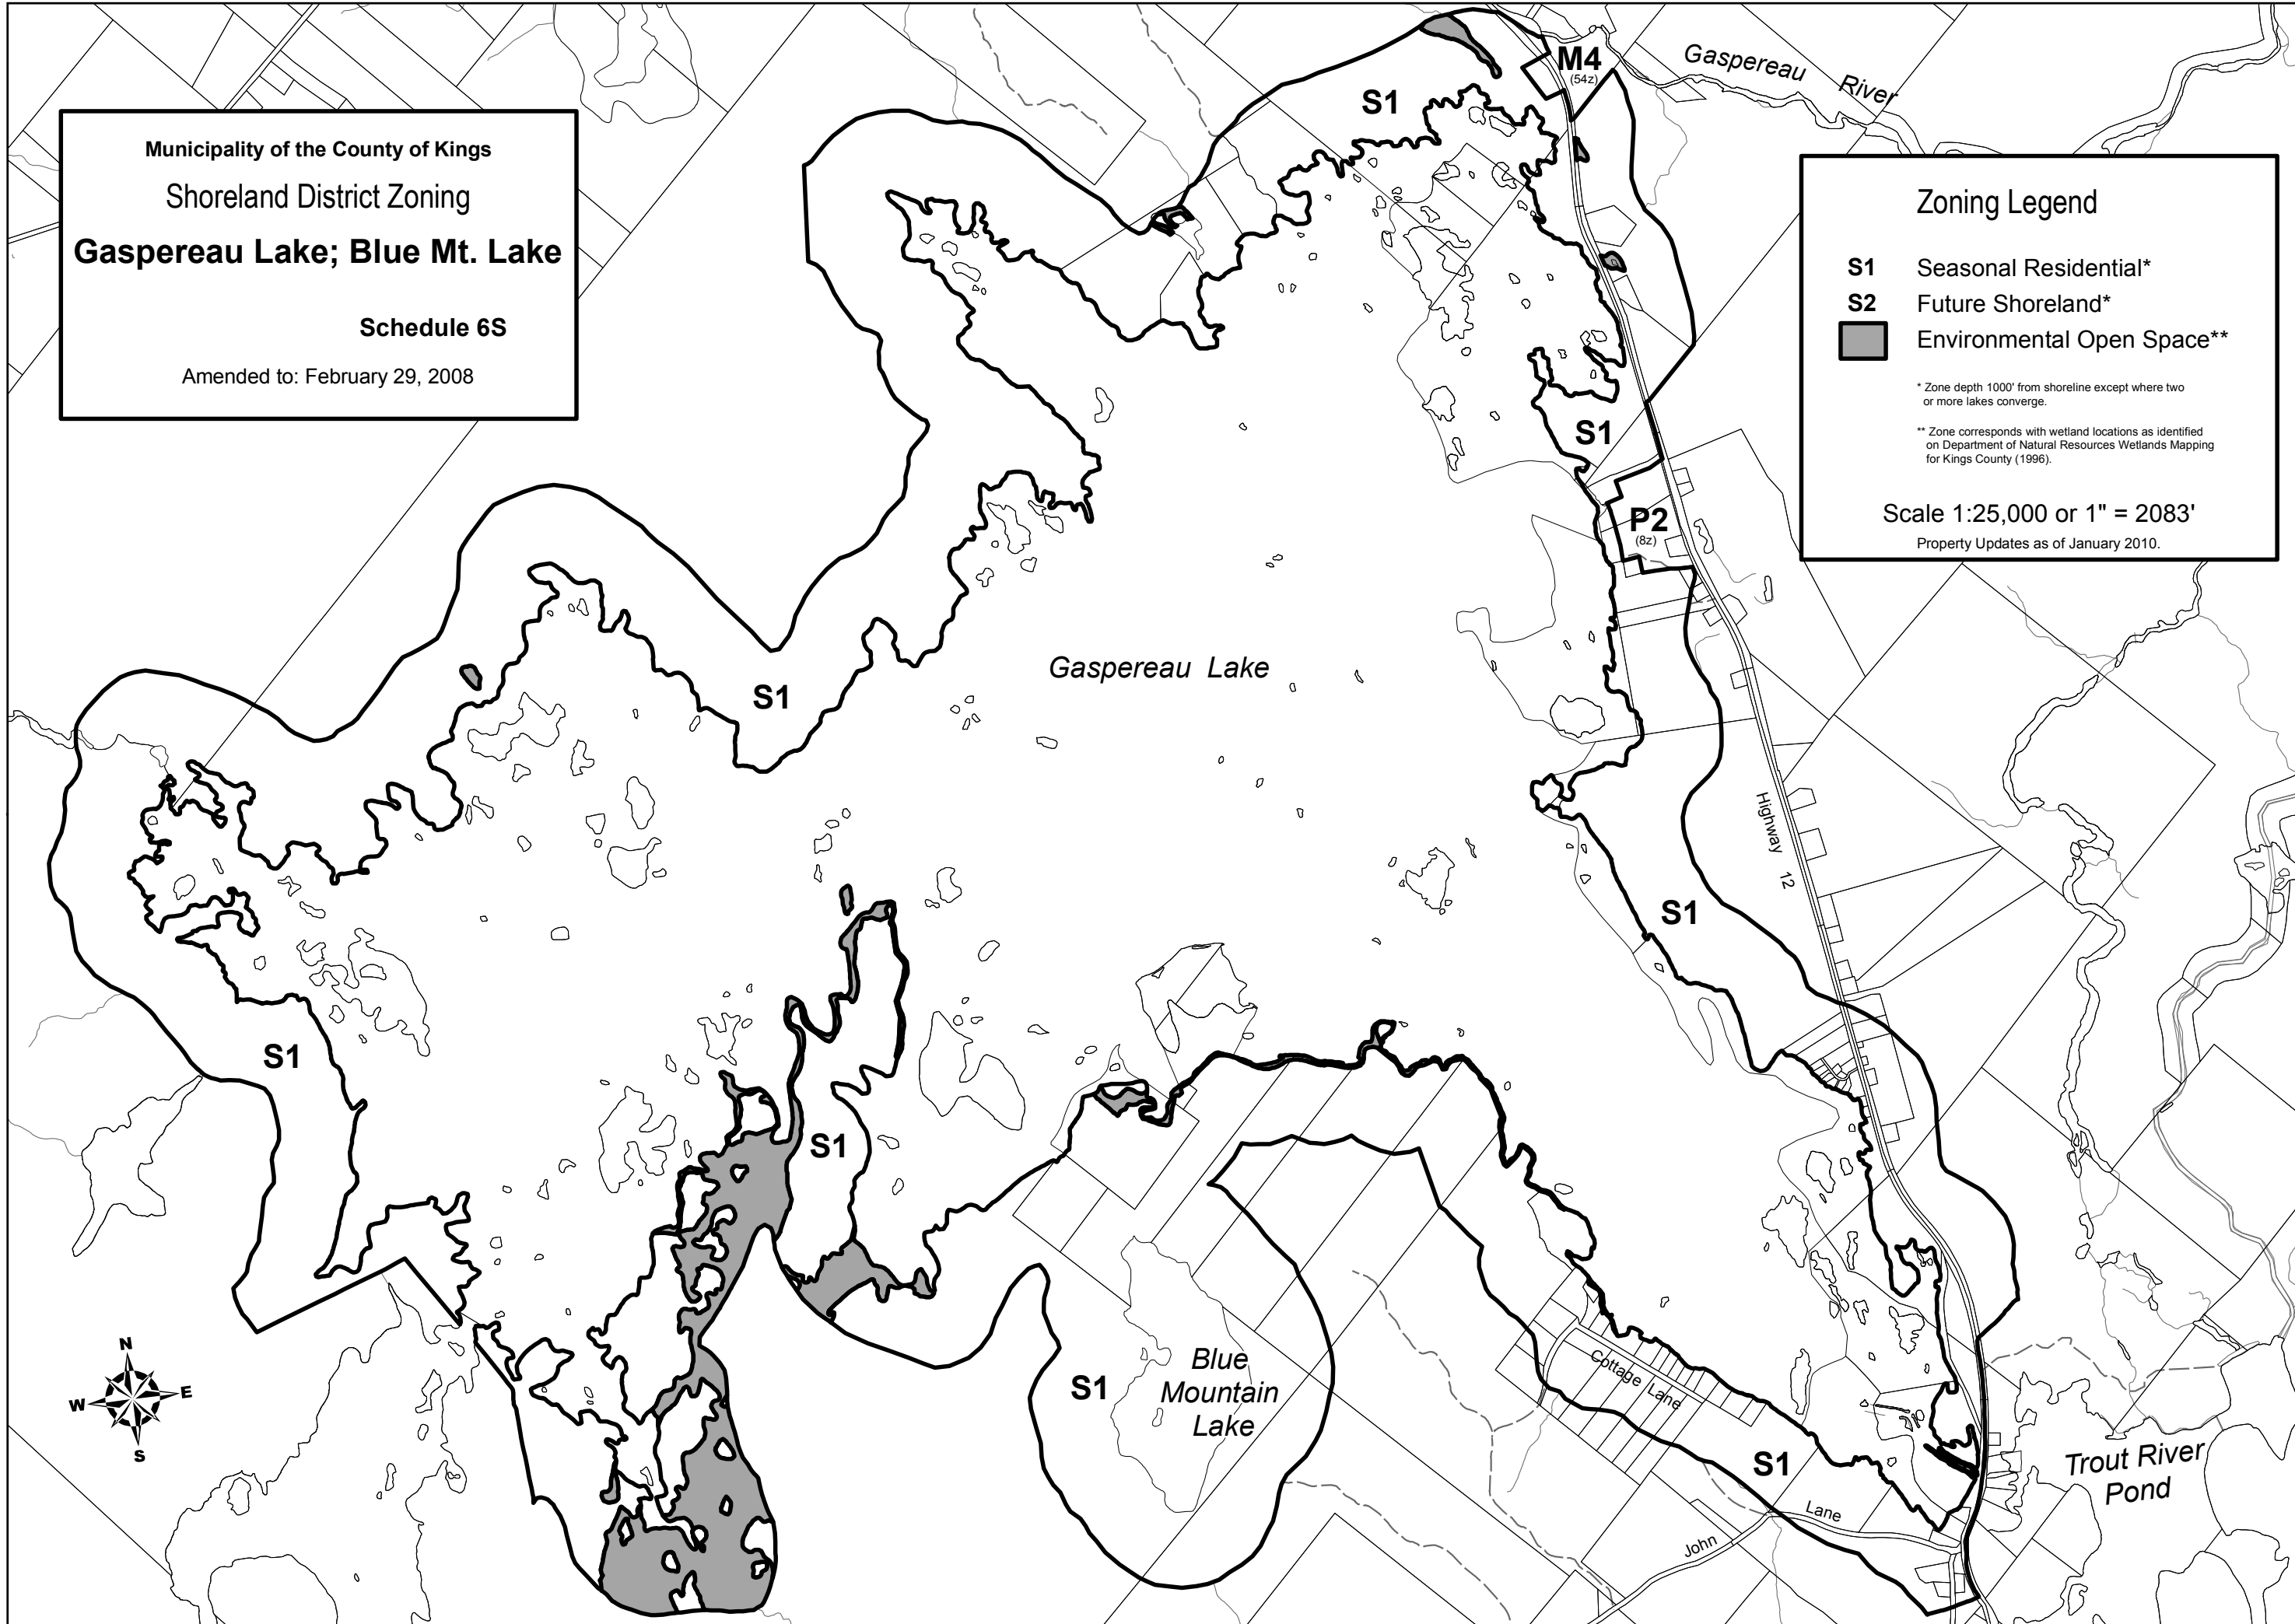 Municipality of the County of Kings
Shoreland District Zoning
Gaspereau Lake; Blue Mt. Lake
Schedule 6S
Amended to: February 29, 2008
Zoning Legend
S1 Seasonal Residential*
S2 Future Shoreland*
Environmental Open Space**
* Zone depth 1000' from shoreline except where two
or more lakes converge.
** Zone corresponds with wetland locations as identified
on Department of Natural Resources Wetlands Mapping
for Kings County (1996).
Scale 1:25,000 or 1" = 2083'
Property Updates as of January 2010.
Gaspereau River
M4
(54z)
S1
S1
P2
(8z)
Gaspereau Lake
S1
Highway 12
S1
S1
S1
S1
Blue
Mountain
Lake
Cottage Lane
S1
John Lane
Trout River
Pond
N
W E
S